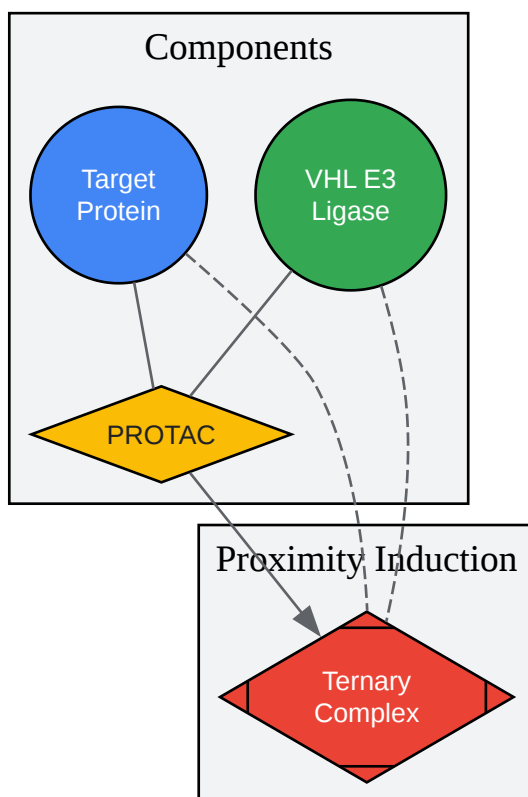 Components
Target
Protein
VHL E3
Ligase
PROTAC
Proximity Induction
Ternary
Complex